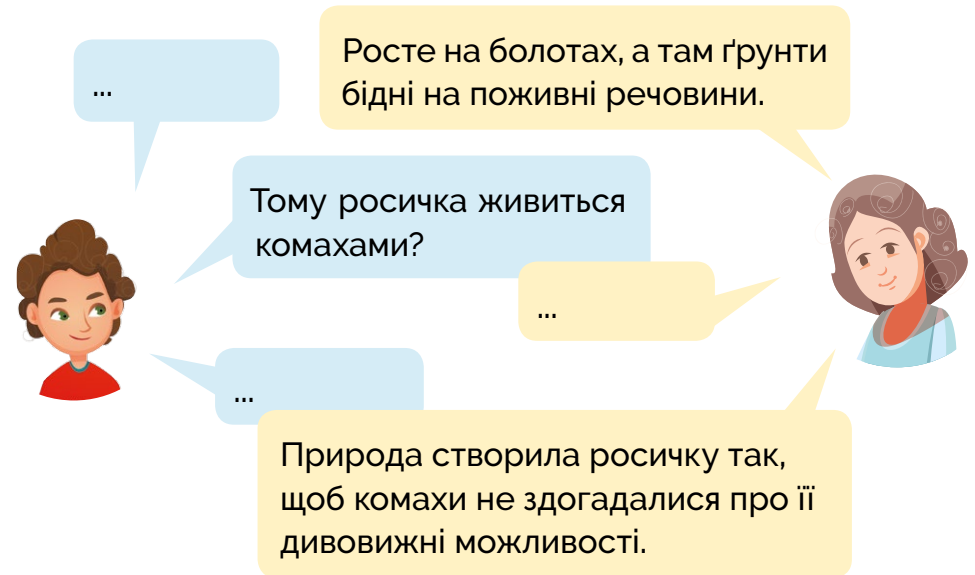 ...
Росте на болотах, а там ґрунти
бідні на поживні речовини.
Тому росичка живиться
комахами?
...
...
Природа створила росичку так,
щоб комахи не здогадалися про її
дивовижні можливості.